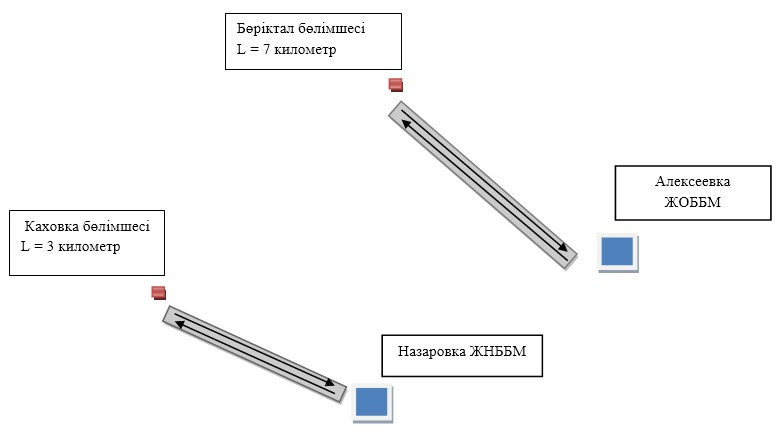 Бөріктал бөлімшесі
L = 7 километр
Алексеевка
ЖОББМ
Каховка бөлімшесі
L = 3 километр
Назаровка ЖНББМ